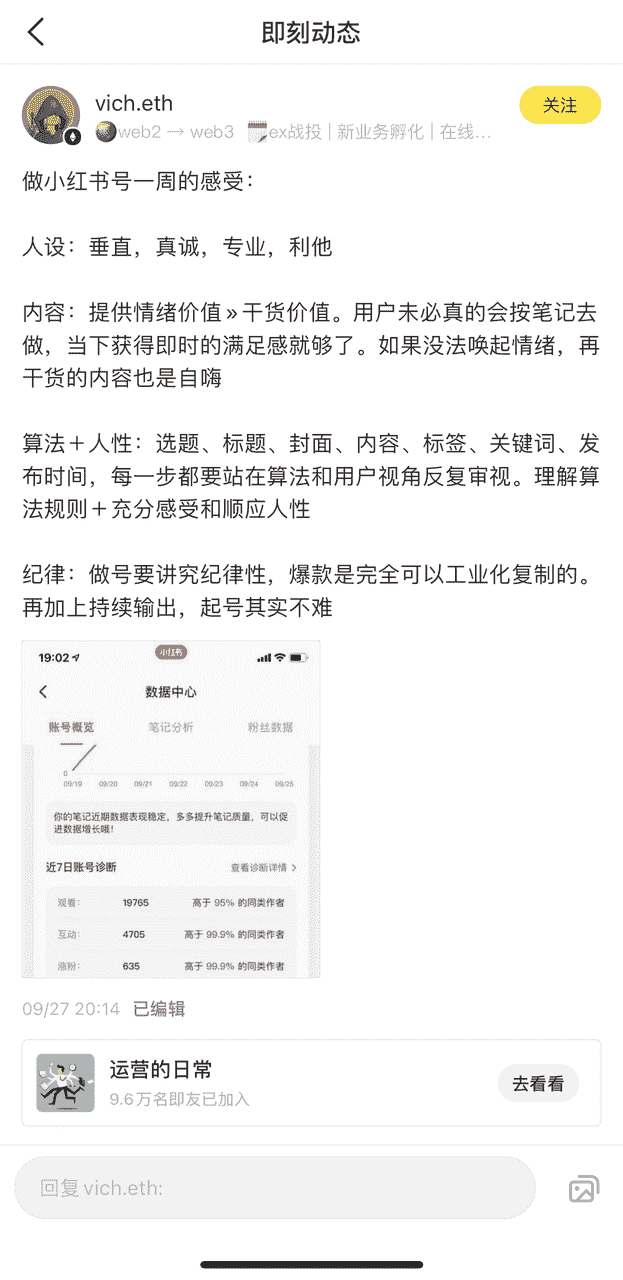 即刻动态
vich.eth
关注
web2 → web3 ex战投 | 新业务孵化 | 在线...
做小红书号一周的感受：
人设：垂直，真诚，专业，利他
内容：提供情绪价值»干货价值。用户未必真的会按笔记去
做，当下获得即时的满足感就够了。如果没法唤起情绪，再
干货的内容也是自嗨
算法＋人性：选题、标题、封面、内容、标签、关键词、发
布时间，每一步都要站在算法和用户视角反复审视。理解算
法规则＋充分感受和顺应人性
纪律：做号要讲究纪律性，爆款是完全可以工业化复制的。
再加上持续输出，起号其实不难
19:02
小红书
数据中心
账号概览 笔记分析 粉丝数据
0
09/19 09/20 09/21 09/22 09/23 09/24 09/25
你的笔记近期数据表现稳定，多多提升笔记质量，可以促
进数据增长哦！
近7日账号诊断 查看诊断详情 >
观看： 19765 高于 95% 的同类作者
互动： 4705 高于 99.9% 的同类作者
涨粉： 635 高于 99.9% 的同类作者
09/27 20:14 已编辑
运营的日常
9.6万名即友已加入
去看看
回复 vich.eth: